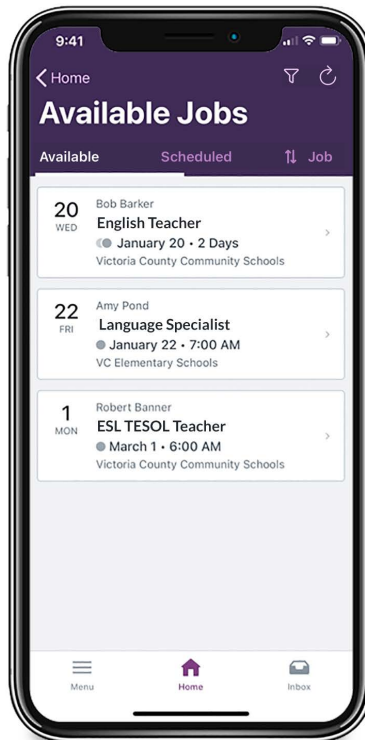 9:41
Home
Available Jobs
Available Scheduled Job
20 Bob Barker
WED English Teacher
January 20 • 2 Days
Victoria County Community Schools
22 Amy Pond
FRI Language Specialist
January 22 • 7:00 AM
VC Elementary Schools
1 Robert Banner
MON ESL TESOL Teacher
March 1 • 6:00 AM
Victoria County Community Schools
Menu Home Inbox